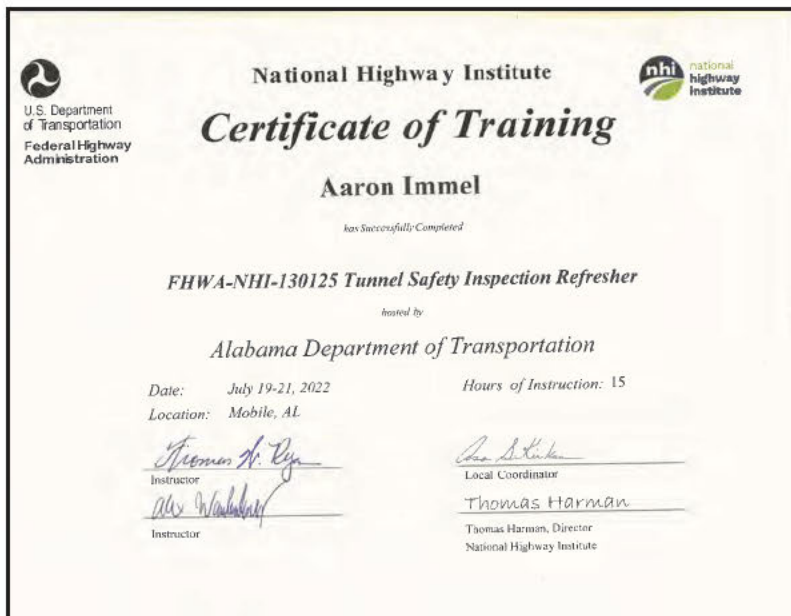 U.S. Department
of Transportation
Federal Highway
Administration
National Highway Institute
nhi
national
highway
institute
Certificate of Training
Aaron Immel
has Successfully Completed
FHWA-NHI-130125 Tunnel Safety Inspection Refresher
hosted by
Alabama Department of Transportation
Date: July 19-21, 2022
Hours of Instruction: 15
Location: Mobile, AL
Instructor
Local Coordinator
Thomas Harman
Instructor
Thomas Harman, Director
National Highway Institute